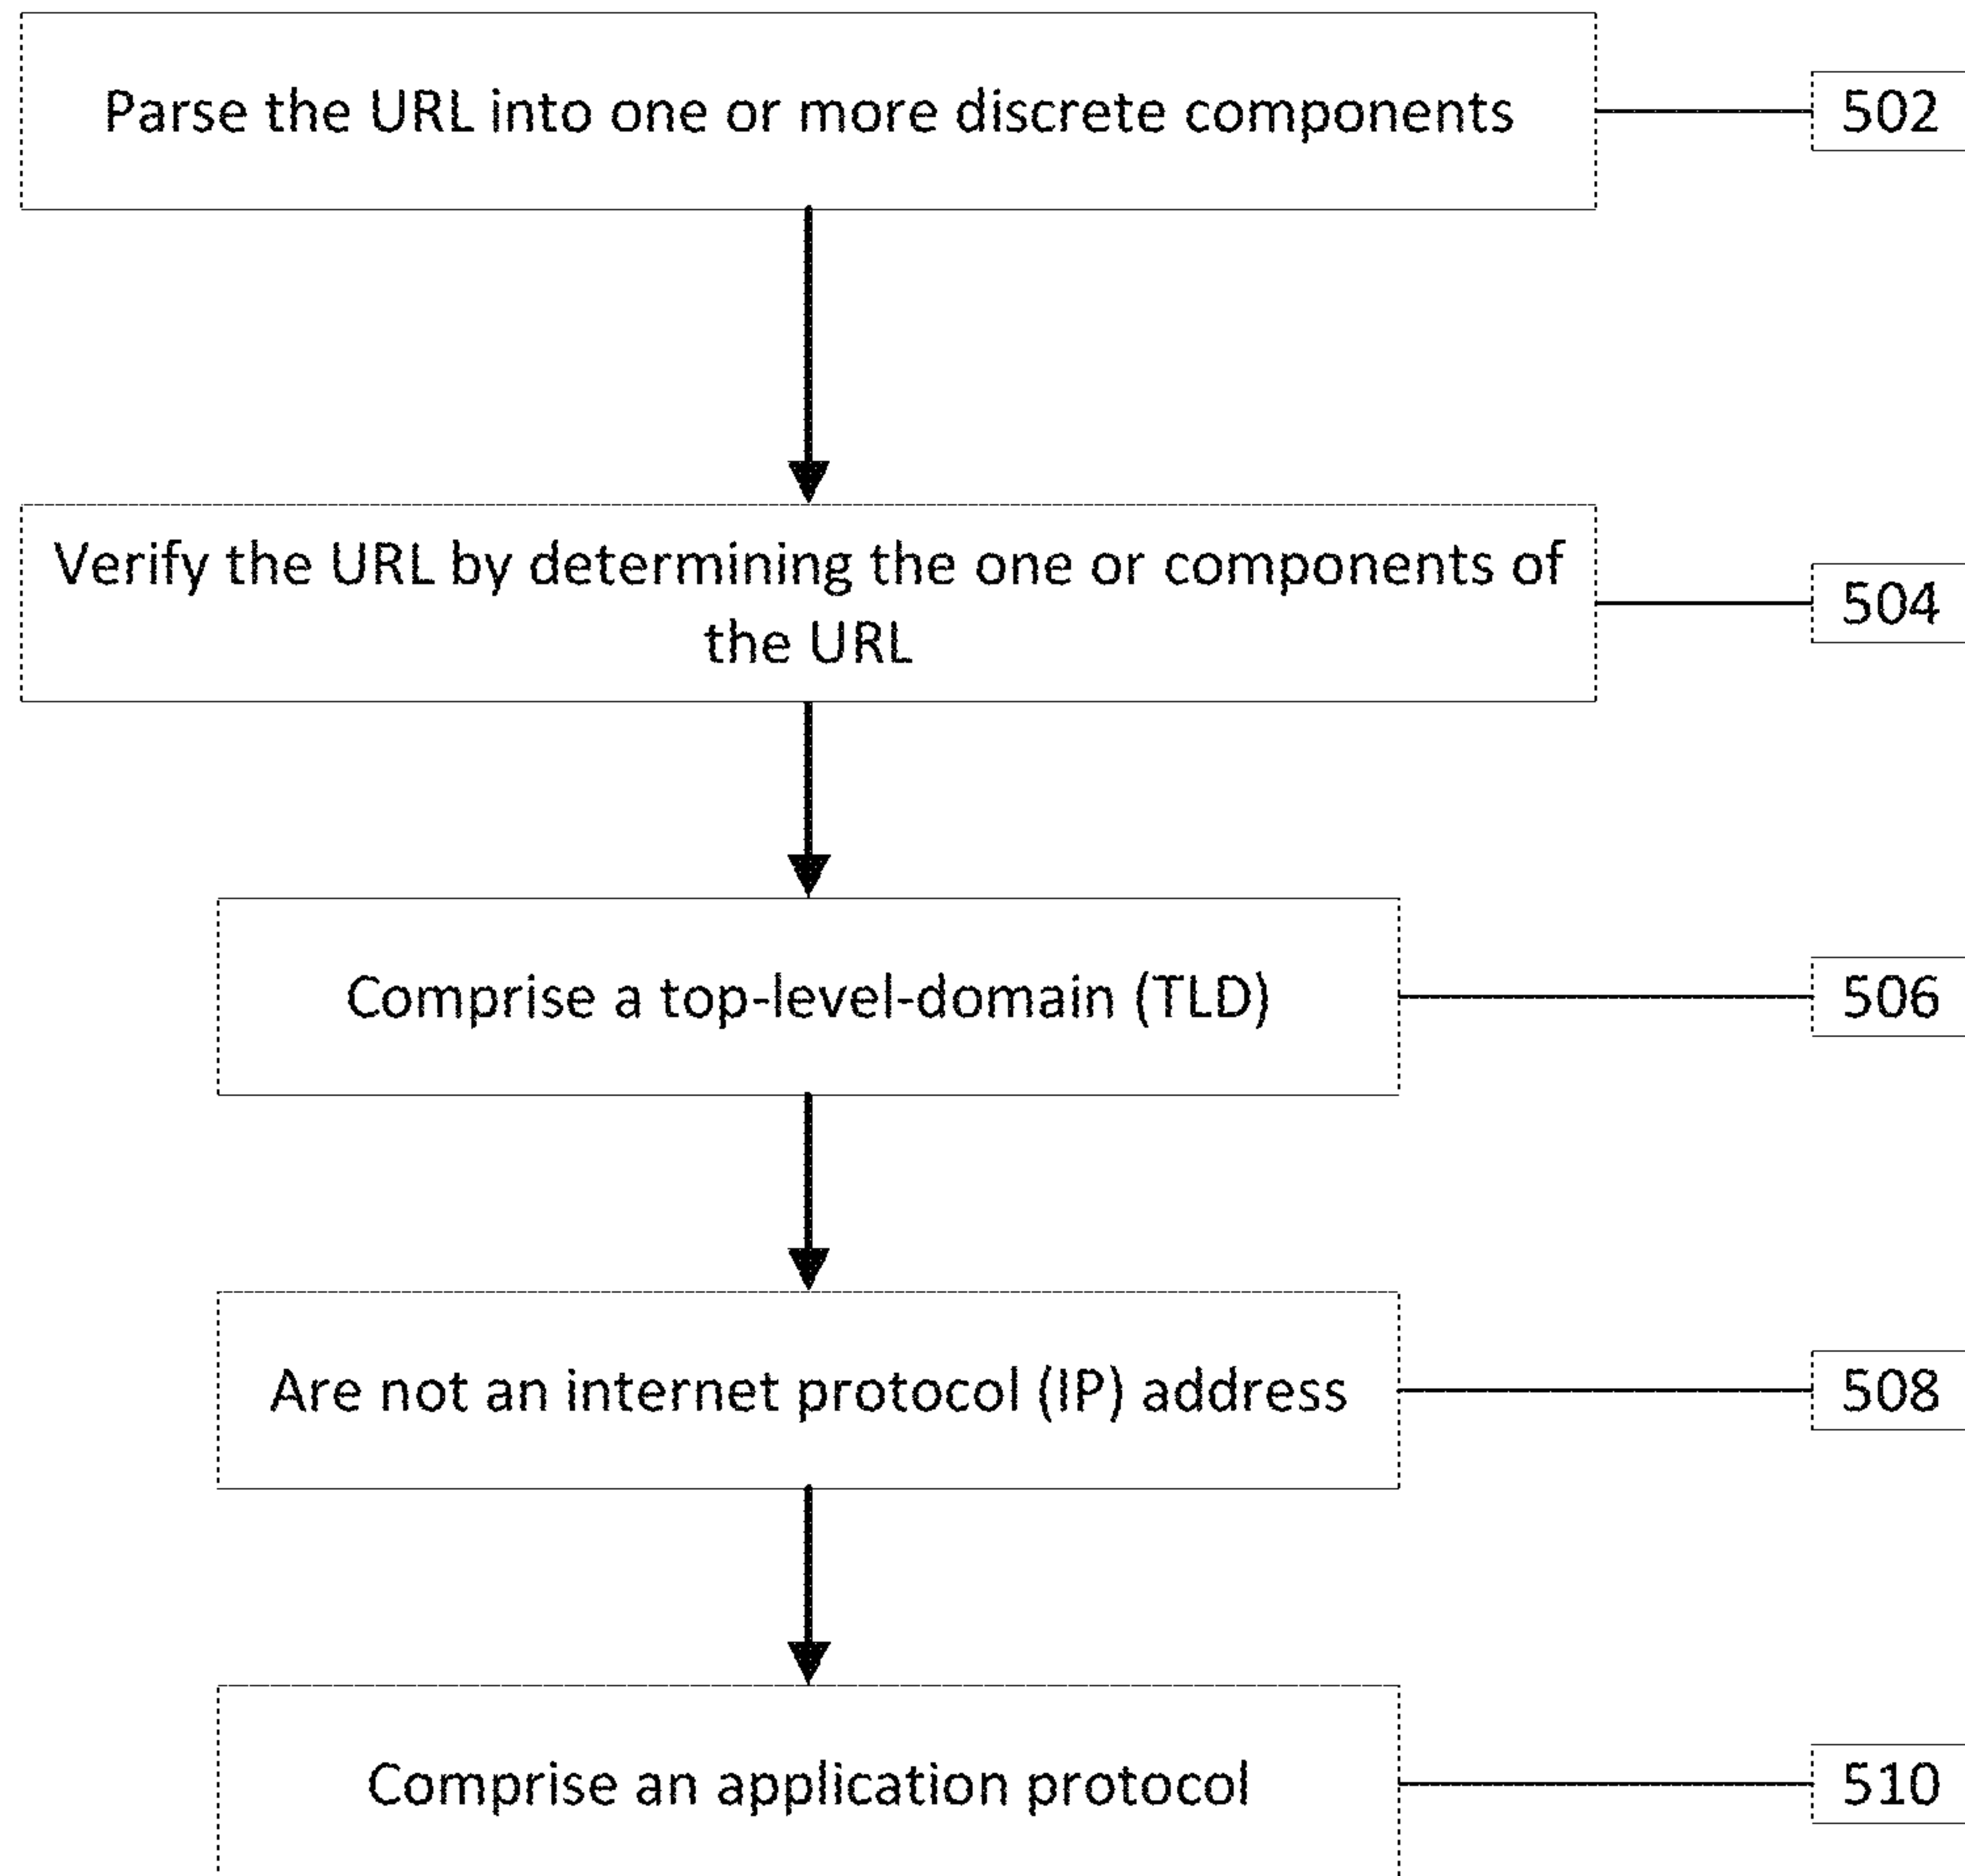 Parse the URL into one or more discrete components
502
Verify the URL by determining the one or components of
the URL
504
Comprise a top-level-domain (TLD)
506
Are not an internet protocol (IP) address
508
Comprise an application protocol
510